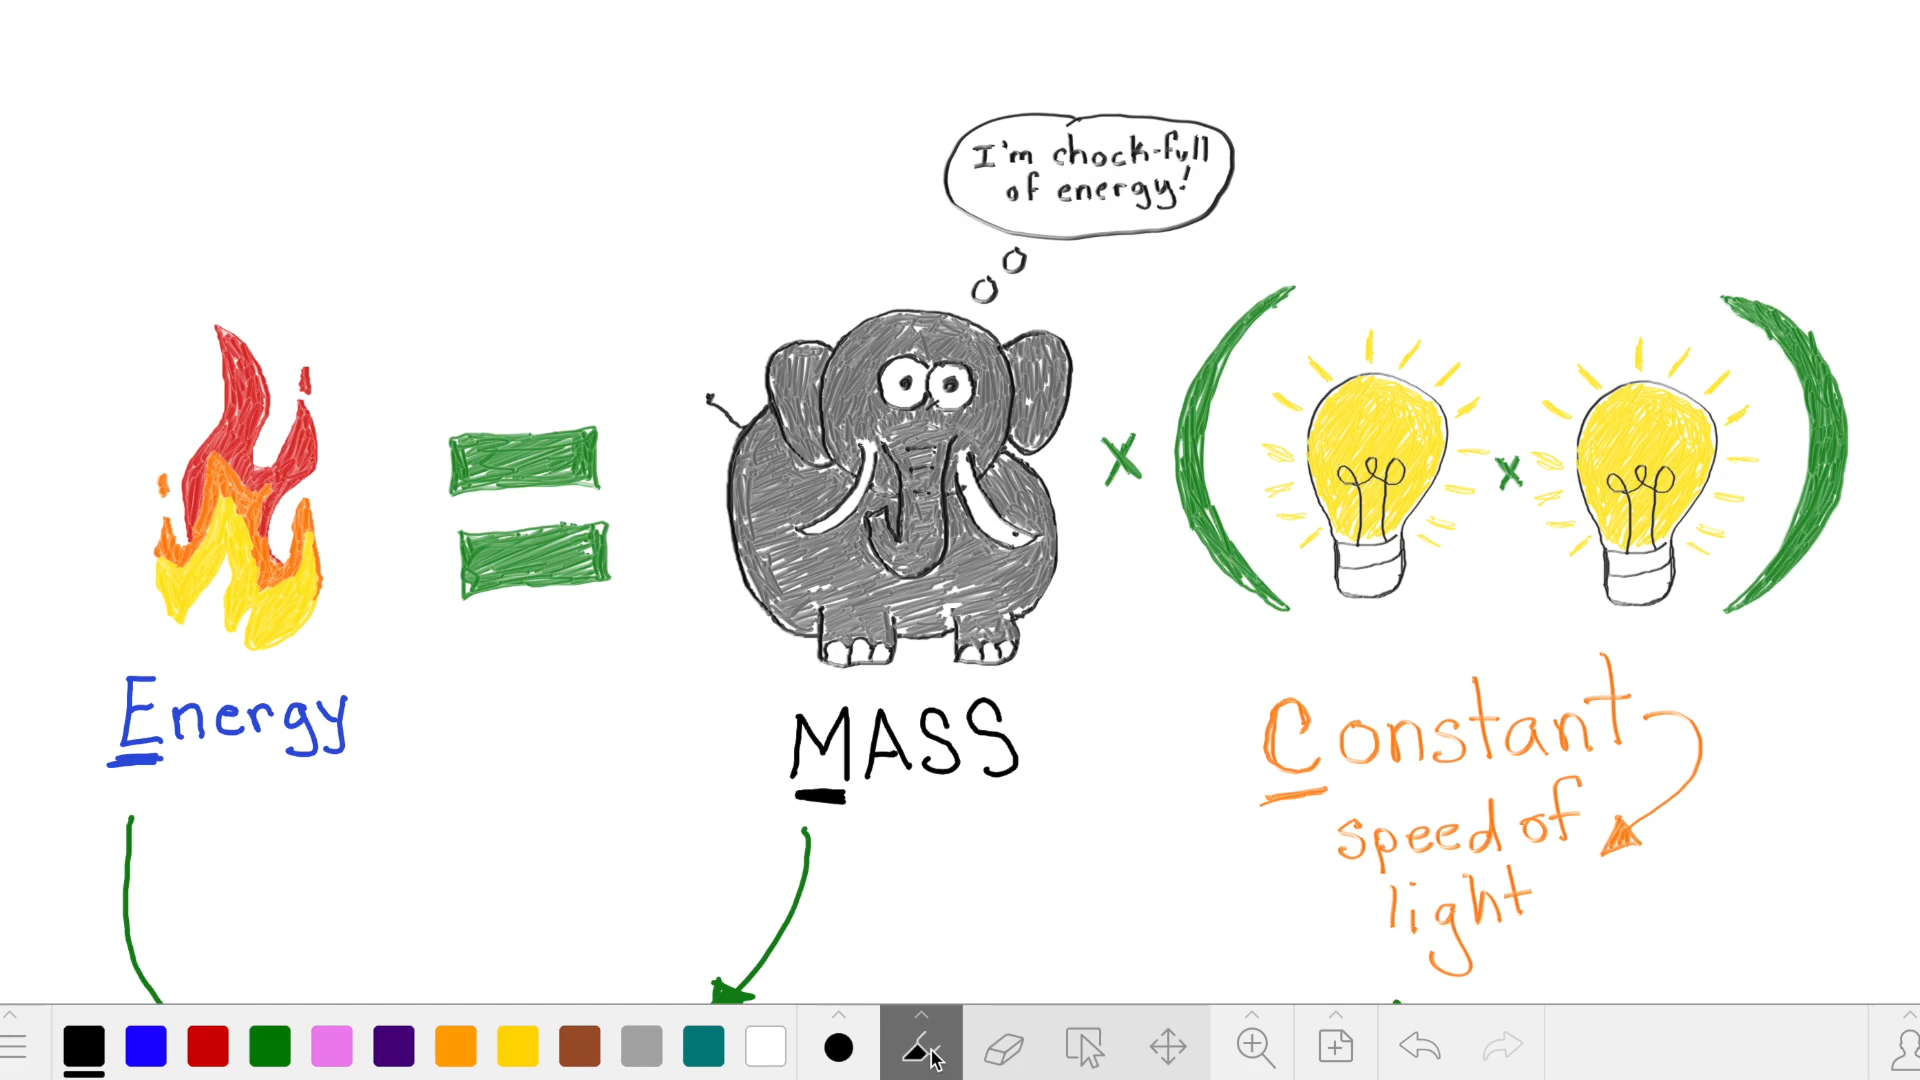 I'm chock-full
of energy!
x
(
x
)
Energy
MASS
Constant
speed of
light